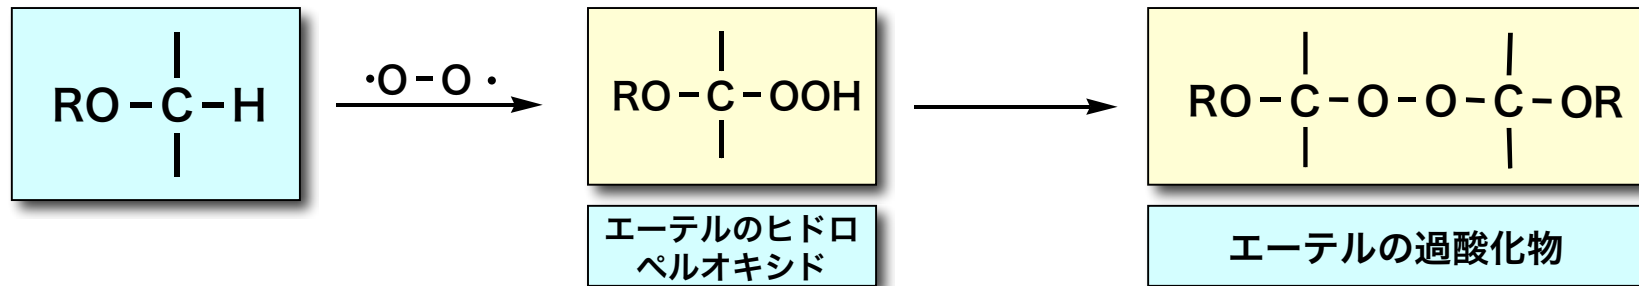 RO-C-H
·O-O·
RO-C-OOH
RO-C-O-O-C-OR
エーテルのヒドロ
ペルオキシド
エーテルの過酸化物